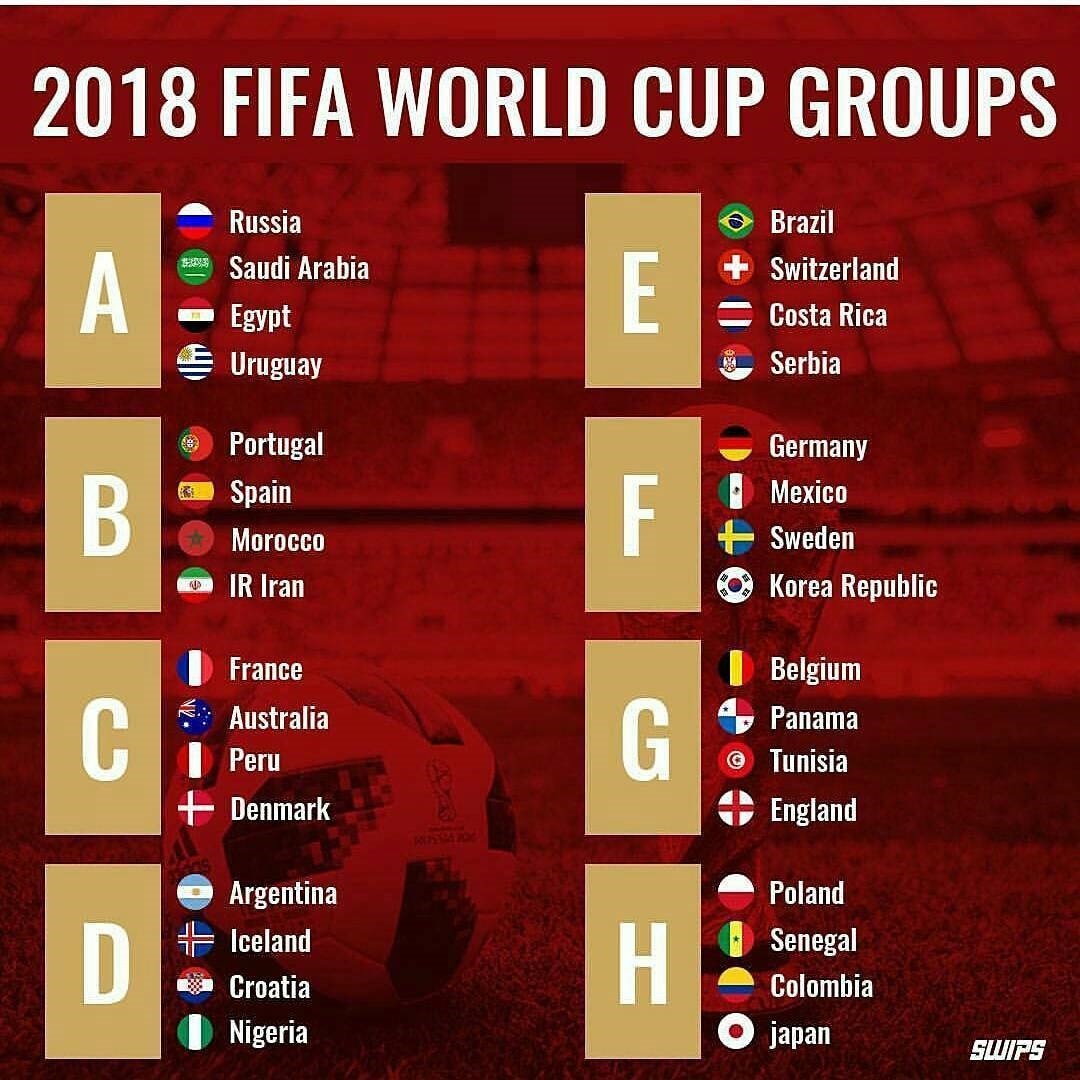 2018 FIFA WORLD CUP GROUPS
A
Russia
Saudi Arabia
Egypt
Uruguay
B
Portugal
Spain
Morocco
IR Iran
C
France
Australia
Peru
Denmark
D
Argentina
Iceland
Croatia
Nigeria
E
Brazil
Switzerland
Costa Rica
Serbia
F
Germany
Mexico
Sweden
Korea Republic
G
Belgium
Panama
Tunisia
England
H
Poland
Senegal
Colombia
japan
adidas
SWIPS